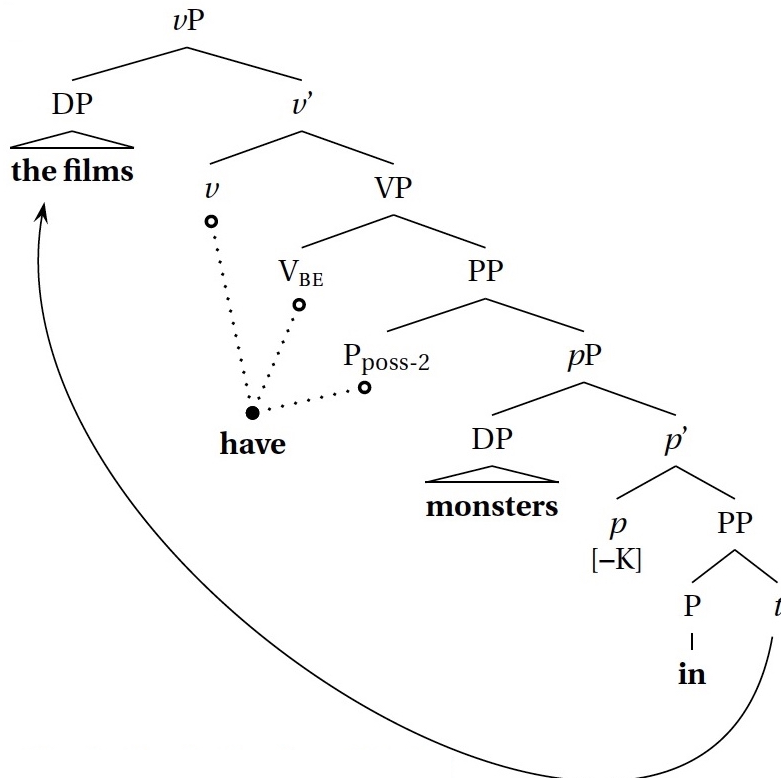 vP
DP v’
the films
v VP
V_BE PP
P_poss-2 pP
have
DP p’
monsters
p PP
[−K]
P t
in